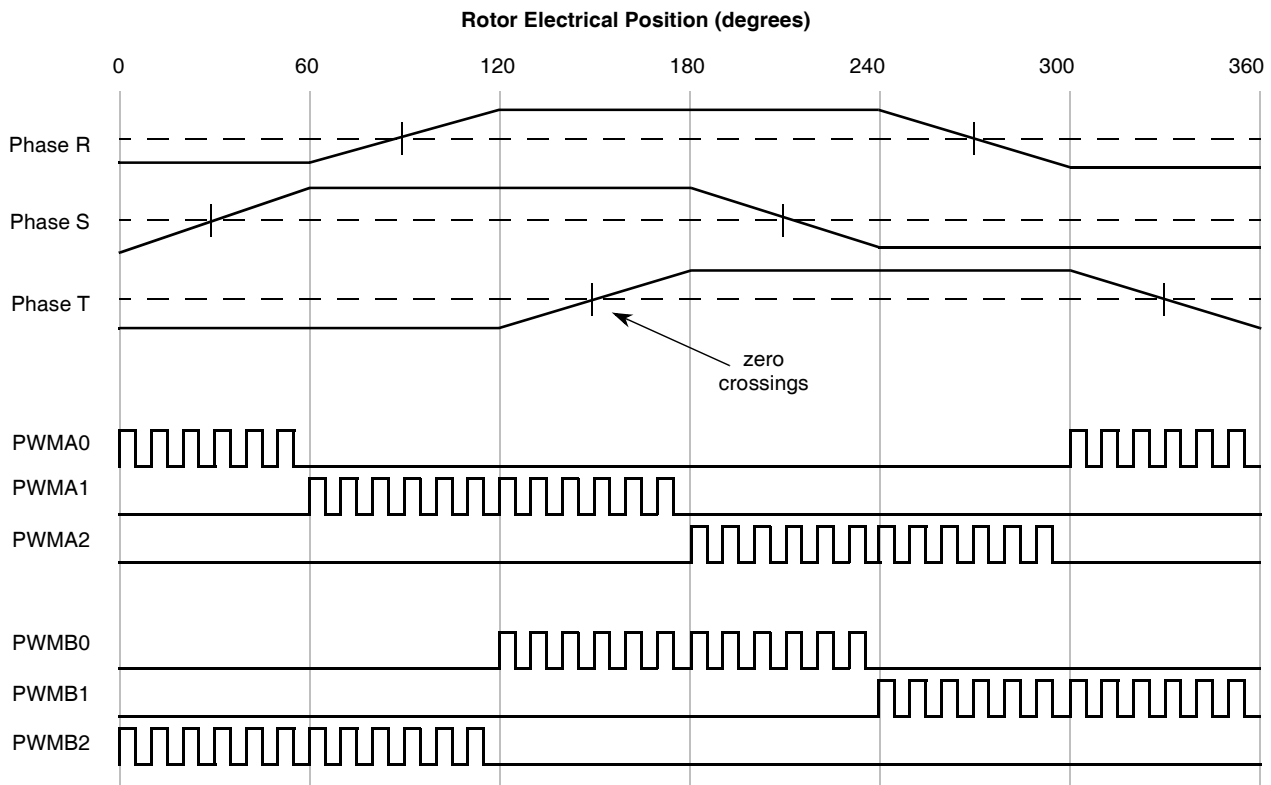 Rotor Electrical Position (degrees)
0 60 120 180 240 300 360
Phase R
Phase S
Phase T
zero
crossings
PWMA0
PWMA1
PWMA2
PWMB0
PWMB1
PWMB2